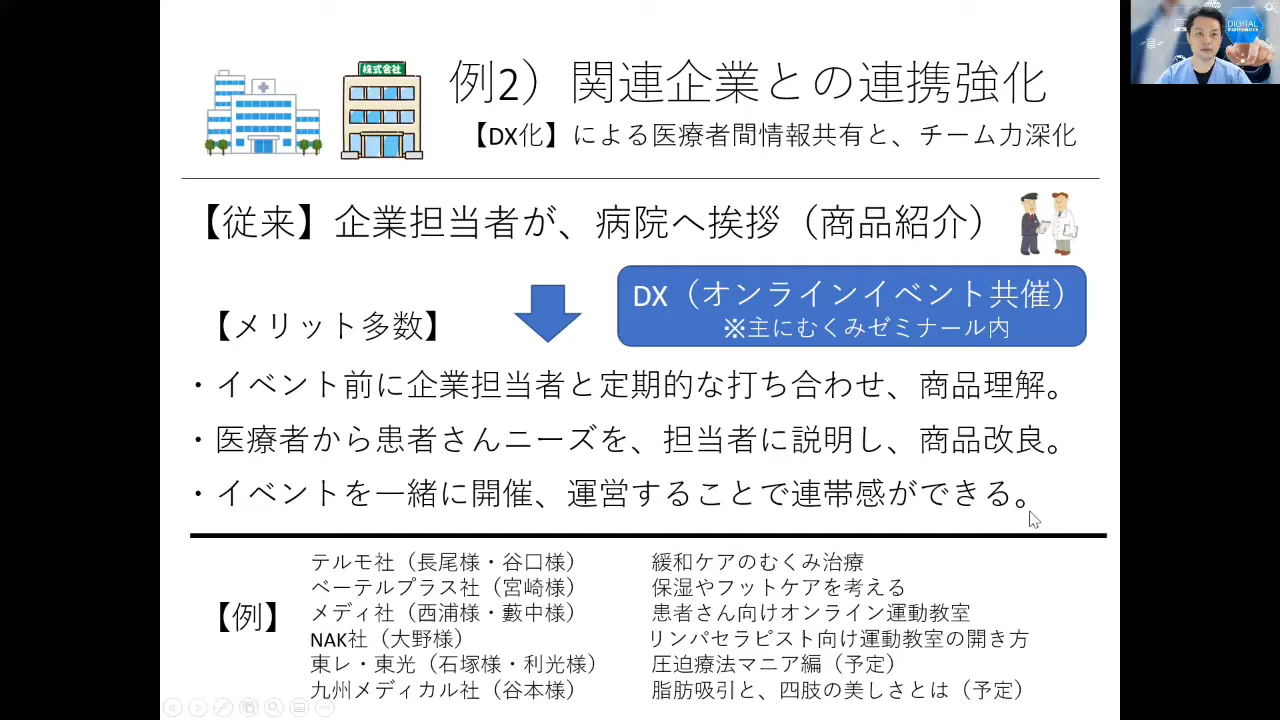 株式会社
例2）関連企業との連携強化
【DX化】による医療者間情報共有と、チーム力深化
【従来】企業担当者が、病院へ挨拶（商品紹介）
DX（オンラインイベント共催）
※主にむくみゼミナール内
【メリット多数】
・イベント前に企業担当者と定期的な打ち合わせ、商品理解。
・医療者から患者さんニーズを、担当者に説明し、商品改良。
・イベントを一緒に開催、運営することで連帯感ができる。
【例】
テルモ社（長尾様・谷口様） 緩和ケアのむくみ治療
ベーテルプラス社（宮崎様） 保湿やフットケアを考える
メディ社（西浦様・藪中様） 患者さん向けオンライン運動教室
NAK社（大野様） リンパセラピスト向け運動教室の開き方
東レ・東光（石塚様・利光様） 圧迫療法マニア編（予定）
九州メディカル社（谷本様） 脂肪吸引と、四肢の美しさとは（予定）
DIGITAL
TRANSFORMATION